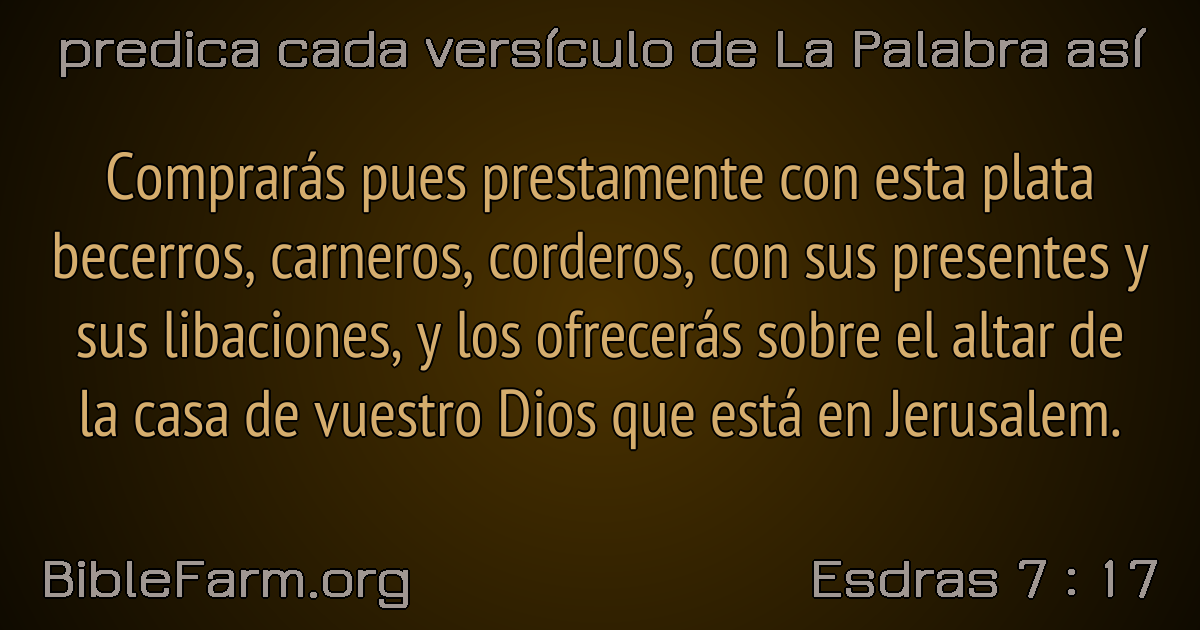 predica cada versículo de La Palabra así
Comprarás pues prestamente con esta plata
becerros, carneros, corderos, con sus presentes y
sus libaciones, y los ofrecerás sobre el altar de
la casa de vuestro Dios que está en Jerusalem.
BibleFarm.org
Esdras 7 : 17